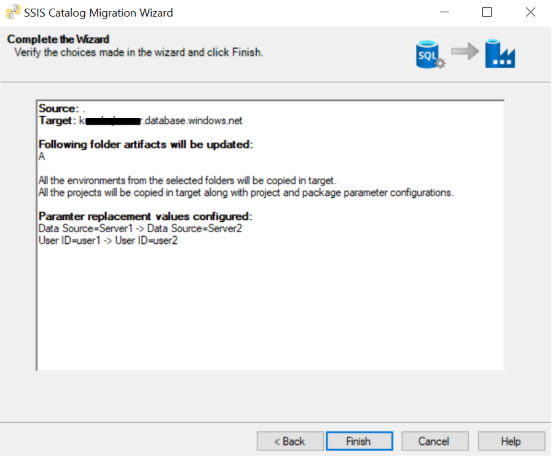 SSIS Catalog Migration Wizard
Complete the Wizard
Verify the choices made in the wizard and click Finish.
SQL
Source: .
Target: k r.database.windows.net
Following folder artifacts will be updated:
A
All the environments from the selected folders will be copied in target.
All the projects will be copied in target along with project and package parameter configurations.
Paramter replacement values configured:
Data Source=Server1 -> Data Source=Server2
User ID=user1 -> User ID=user2
< Back
Finish
Cancel
Help